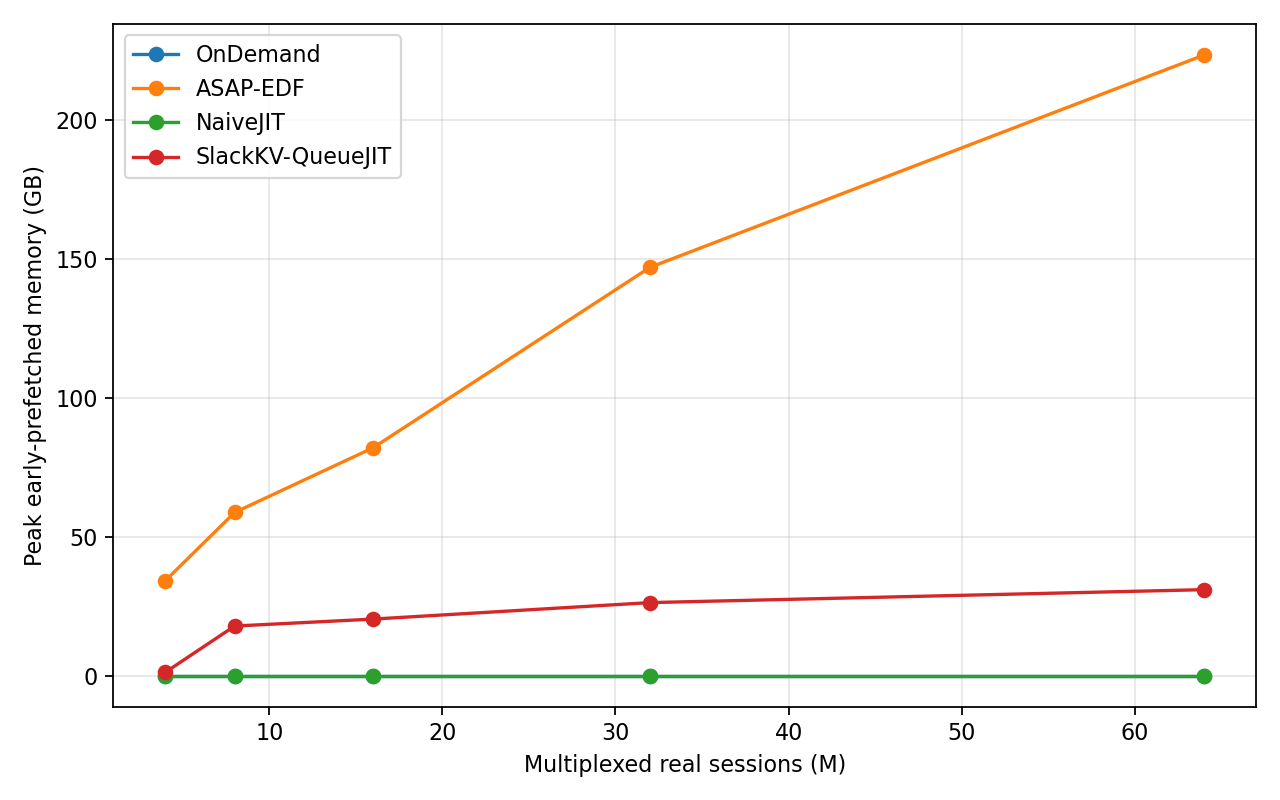 OnDemand
ASAP-EDF
NaiveJIT
SlackKV-QueueJIT
Peak early-prefetched memory (GB)
200
150
100
50
0
10 20 30 40 50 60
Multiplexed real sessions (M)